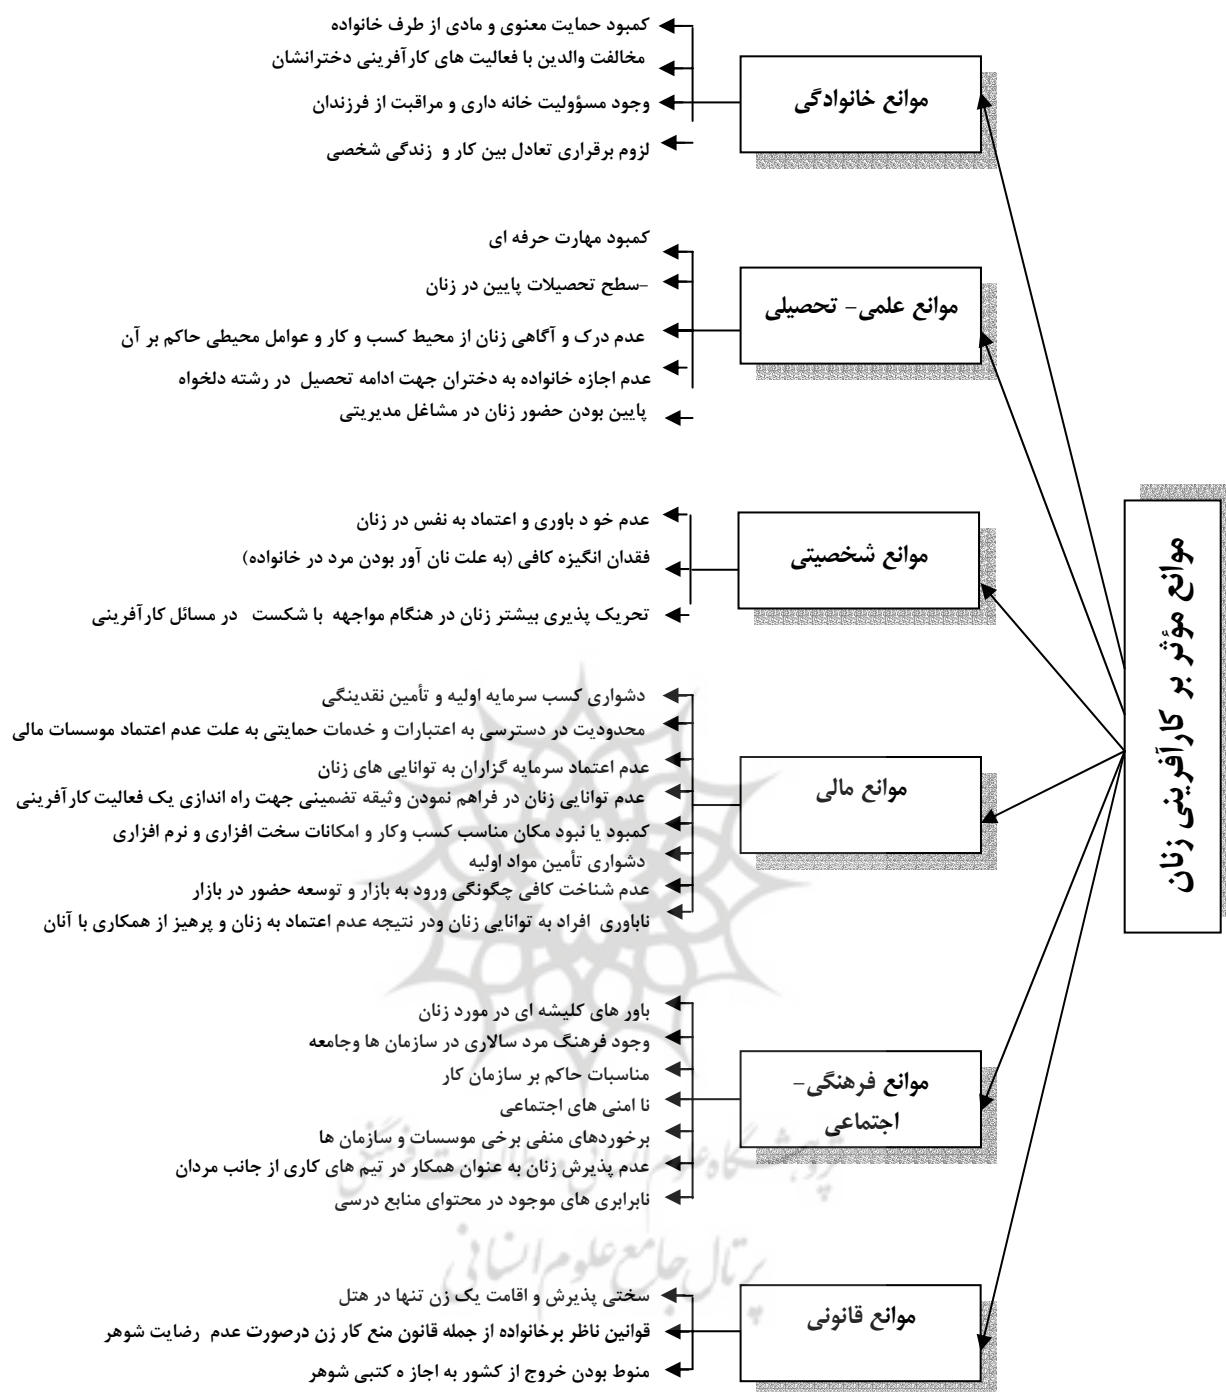 موانع مؤثر بر کارآفرینی زنان
موانع خانوادگی
کمبود حمایت معنوی و مادی از طرف خانواده
مخالفت والدین با فعالیت های کارآفرینی دخترانشان
وجود مسؤولیت خانه داری و مراقبت از فرزندان
لزوم برقراری تعادل بین کار و زندگی شخصی
موانع علمی- تحصیلی
کمبود مهارت حرفه ای
-سطح تحصیلات پایین در زنان
عدم درک و آگاهی زنان از محیط کسب و کار و عوامل محیطی حاکم بر آن
عدم اجازه خانواده به دختران جهت ادامه تحصیل در رشته دلخواه
پایین بودن حضور زنان در مشاغل مدیریتی
موانع شخصیتی
عدم خو د باوری و اعتماد به نفس در زنان
فقدان انگیزه کافی (به علت نان آور بودن مرد در خانواده)
تحریک پذیری بیشتر زنان در هنگام مواجهه با شکست در مسائل کارآفرینی
موانع مالی
دشواری کسب سرمایه اولیه و تأمین نقدینگی
محدودیت در دسترسی به اعتبارات و خدمات حمایتی به علت عدم اعتماد موسسات مالی
عدم اعتماد سرمایه گزاران به توانایی های زنان
عدم توانایی زنان در فراهم نمودن وثیقه تضمینی جهت راه اندازی یک فعالیت کارآفرینی
کمبود یا نبود مکان مناسب کسب وکار و امکانات سخت افزاری و نرم افزاری
دشواری تأمین مواد اولیه
عدم شناخت کافی چگونگی ورود به بازار و توسعه حضور در بازار
ناباوری افراد به توانایی زنان ودر نتیجه عدم اعتماد به زنان و پرهیز از همکاری با آنان
موانع فرهنگی-
اجتماعی
باور های کلیشه ای در مورد زنان
وجود فرهنگ مرد سالاری در سازمان ها وجامعه
مناسبات حاکم بر سازمان کار
نا امنی های اجتماعی
برخوردهای منفی برخی موسسات و سازمان ها
عدم پذیرش زنان به عنوان همکار در تیم های کاری از جانب مردان
نابرابری های موجود در محتوای منابع درسی
پژوهشگاه علوم انسانی و مطالعات فرهنگی
پرتال جامع علوم انسانی
موانع قانونی
سختی پذیرش و اقامت یک زن تنها در هتل
قوانین ناظر برخانواده از جمله قانون منع کار زن درصورت عدم رضایت شوهر
منوط بودن خروج از کشور به اجاز ه کتبی شوهر